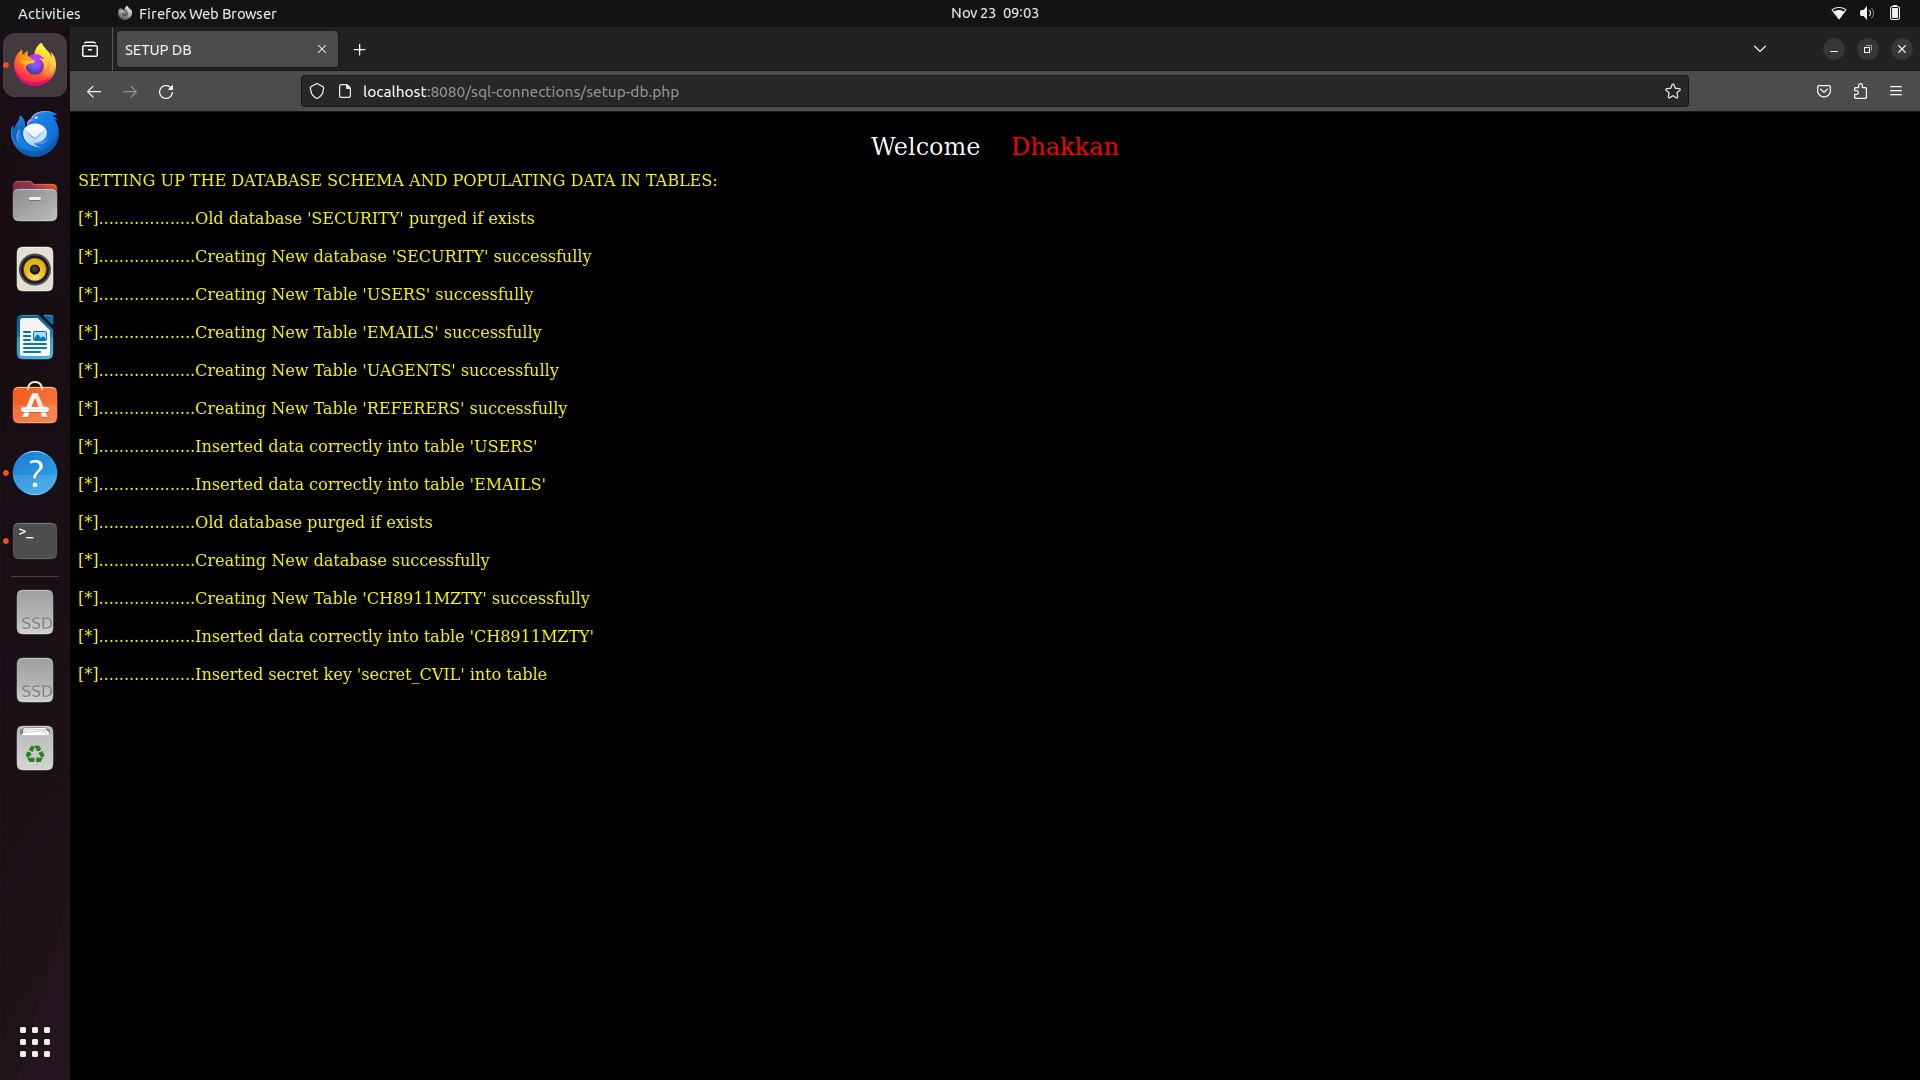 Activities Firefox Web Browser Nov 23 09:03
SETUP DB
localhost:8080/sql-connections/setup-db.php
Welcome Dhakkan
SETTING UP THE DATABASE SCHEMA AND POPULATING DATA IN TABLES:
[*]...................Old database 'SECURITY' purged if exists
[*]...................Creating New database 'SECURITY' successfully
[*]...................Creating New Table 'USERS' successfully
[*]...................Creating New Table 'EMAILS' successfully
[*]...................Creating New Table 'UAGENTS' successfully
[*]...................Creating New Table 'REFERERS' successfully
[*]...................Inserted data correctly into table 'USERS'
[*]...................Inserted data correctly into table 'EMAILS'
[*]...................Old database purged if exists
[*]...................Creating New database successfully
[*]...................Creating New Table 'CH8911MZTY' successfully
[*]...................Inserted data correctly into table 'CH8911MZTY'
[*]...................Inserted secret key 'secret_CVIL' into table
SSD
SSD